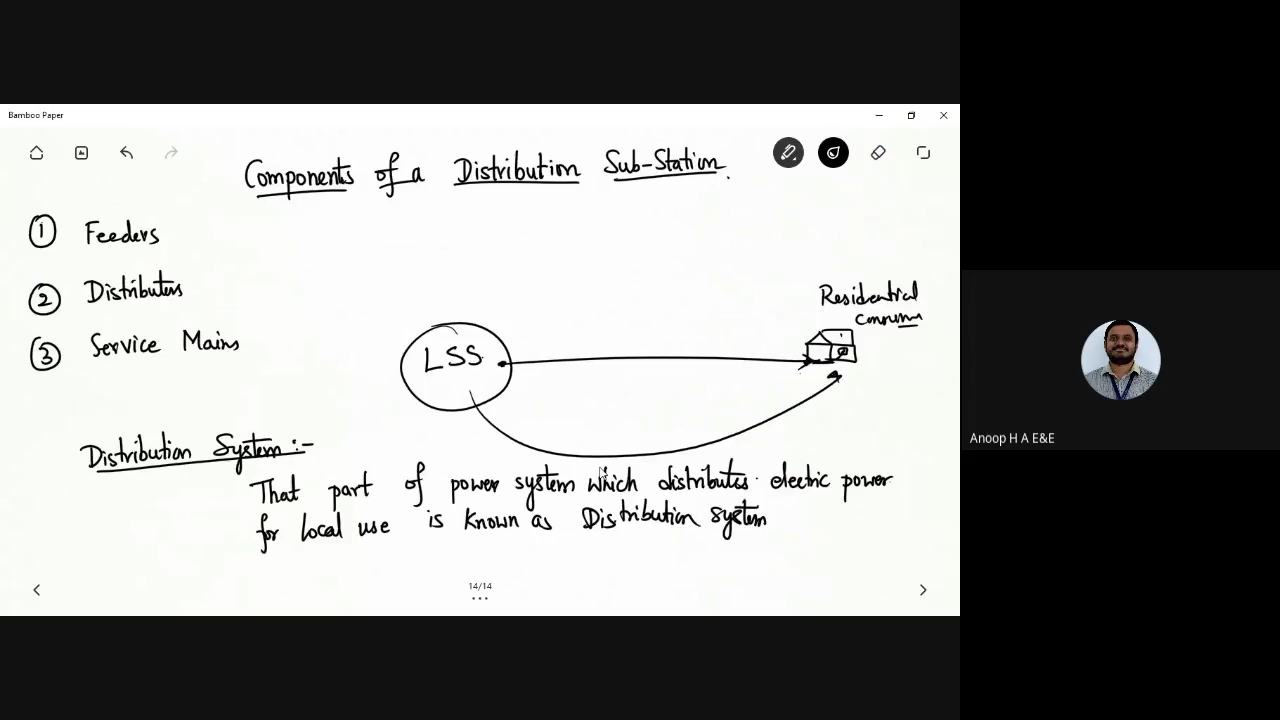 Bamboo Paper
Components of a Distribution Sub-Station.
① Feeders
② Distributers
③ Service Mains
Residential
LSS
Anoop H A E&E
Distribution System :-
That part of power system which distributes electric power
for local use is known as Distribution system
14/14